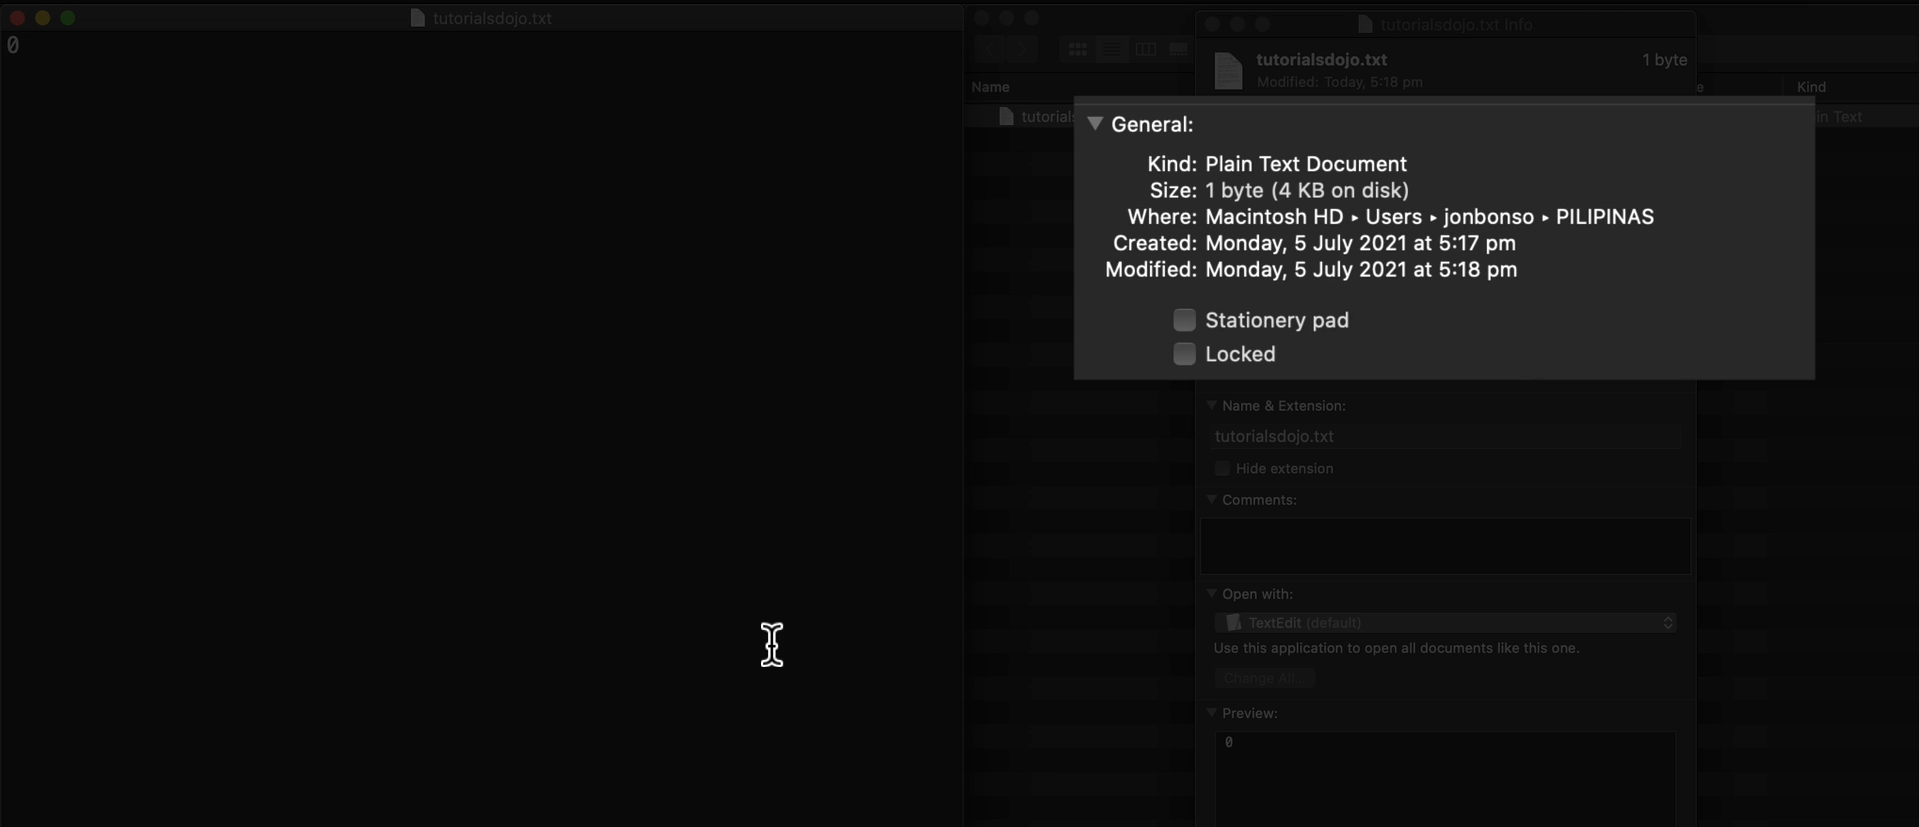 tutorialsdojo.txt
0
tutorialsdojo.txt Info
tutorialsdojo.txt
1 byte
Modified: Today, 5:18 pm
Name
Kind
in Text
General:
Kind: Plain Text Document
Size: 1 byte (4 KB on disk)
Where: Macintosh HD ▸ Users ▸ jonbonso ▸ PILIPINAS
Created: Monday, 5 July 2021 at 5:17 pm
Modified: Monday, 5 July 2021 at 5:18 pm
Stationery pad
Locked
Name & Extension:
tutorialsdojo.txt
Hide extension
Comments:
Open with:
TextEdit (default)
Use this application to open all documents like this one.
Change All...
Preview:
0